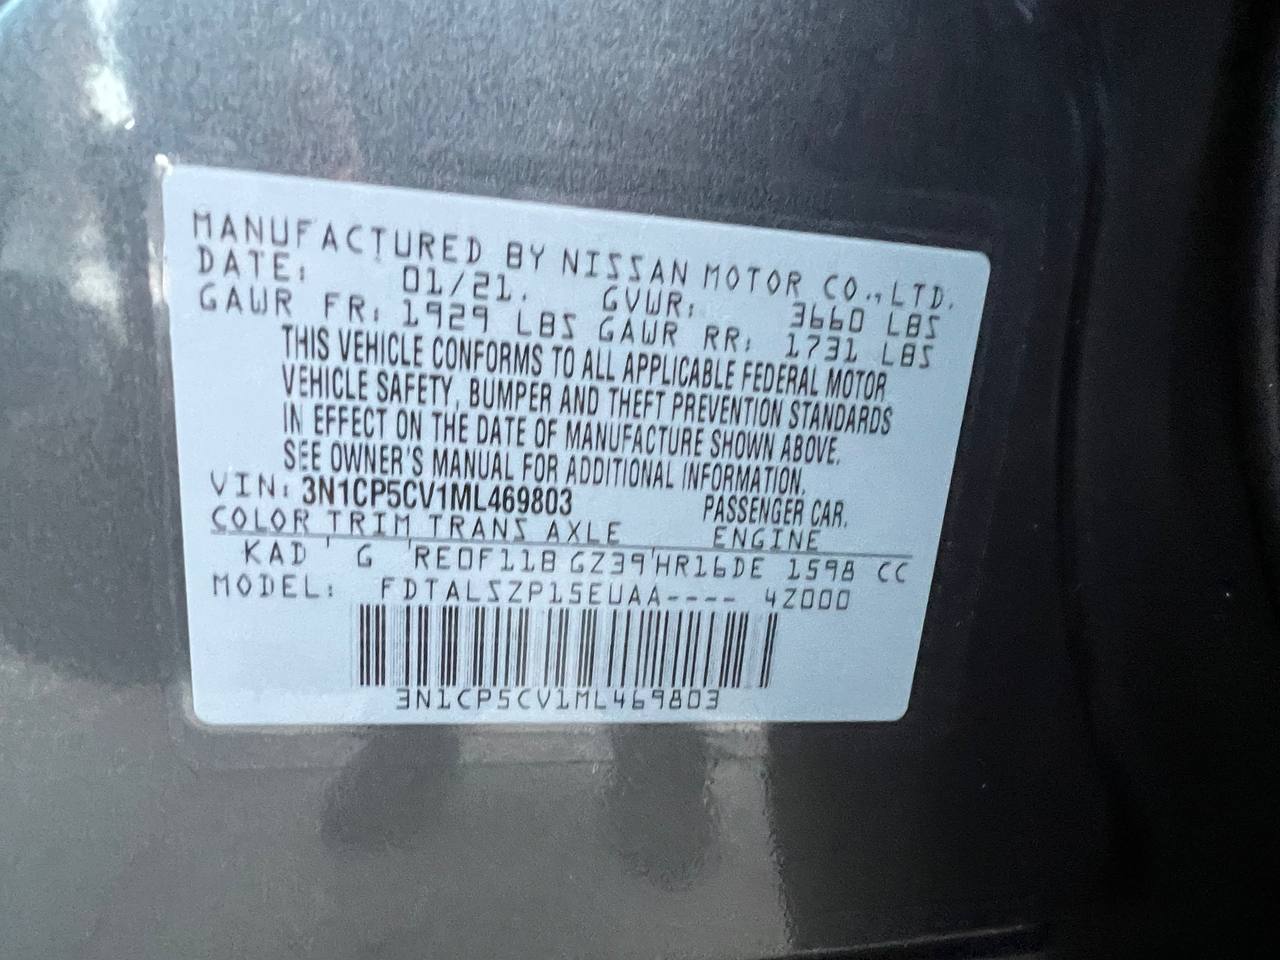 MANUFACTURED BY NISSAN MOTOR CO.,LTD.
DATE: 01/21. GVWR: 3660 LBS
GAWR FR: 1929 LBS GAWR RR: 1731 LBS
THIS VEHICLE CONFORMS TO ALL APPLICABLE FEDERAL MOTOR
VEHICLE SAFETY, BUMPER AND THEFT PREVENTION STANDARDS
IN EFFECT ON THE DATE OF MANUFACTURE SHOWN ABOVE.
SEE OWNER'S MANUAL FOR ADDITIONAL INFORMATION.
VIN: 3N1CP5CV1ML469803 PASSENGER CAR.
COLOR TRIM TRANS AXLE ENGINE
KAD G RE0F11B GZ39 HR16DE 1598 CC
MODEL: FDTALSZP15EUAA---- 4Z000
3N1CP5CV1ML469803